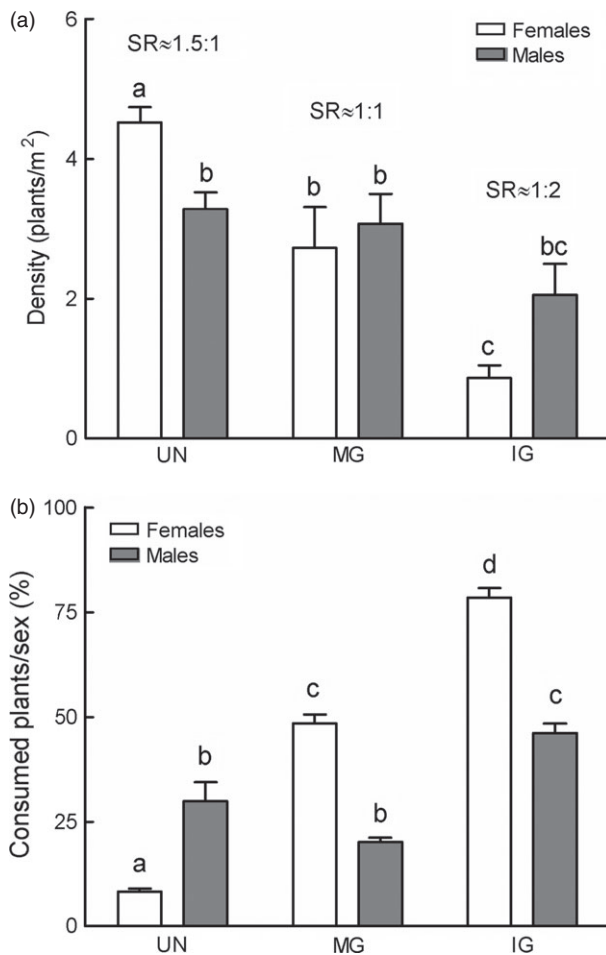 (a)
6
4
2
0
Density (plants/m²)
SR≈1.5:1
SR≈1:1
SR≈1:2
Females
Males
a
b
b
b
c
bc
UN
MG
IG
(b)
100
75
50
25
0
Consumed plants/sex (%)
Females
Males
a
b
c
b
d
c
UN
MG
IG